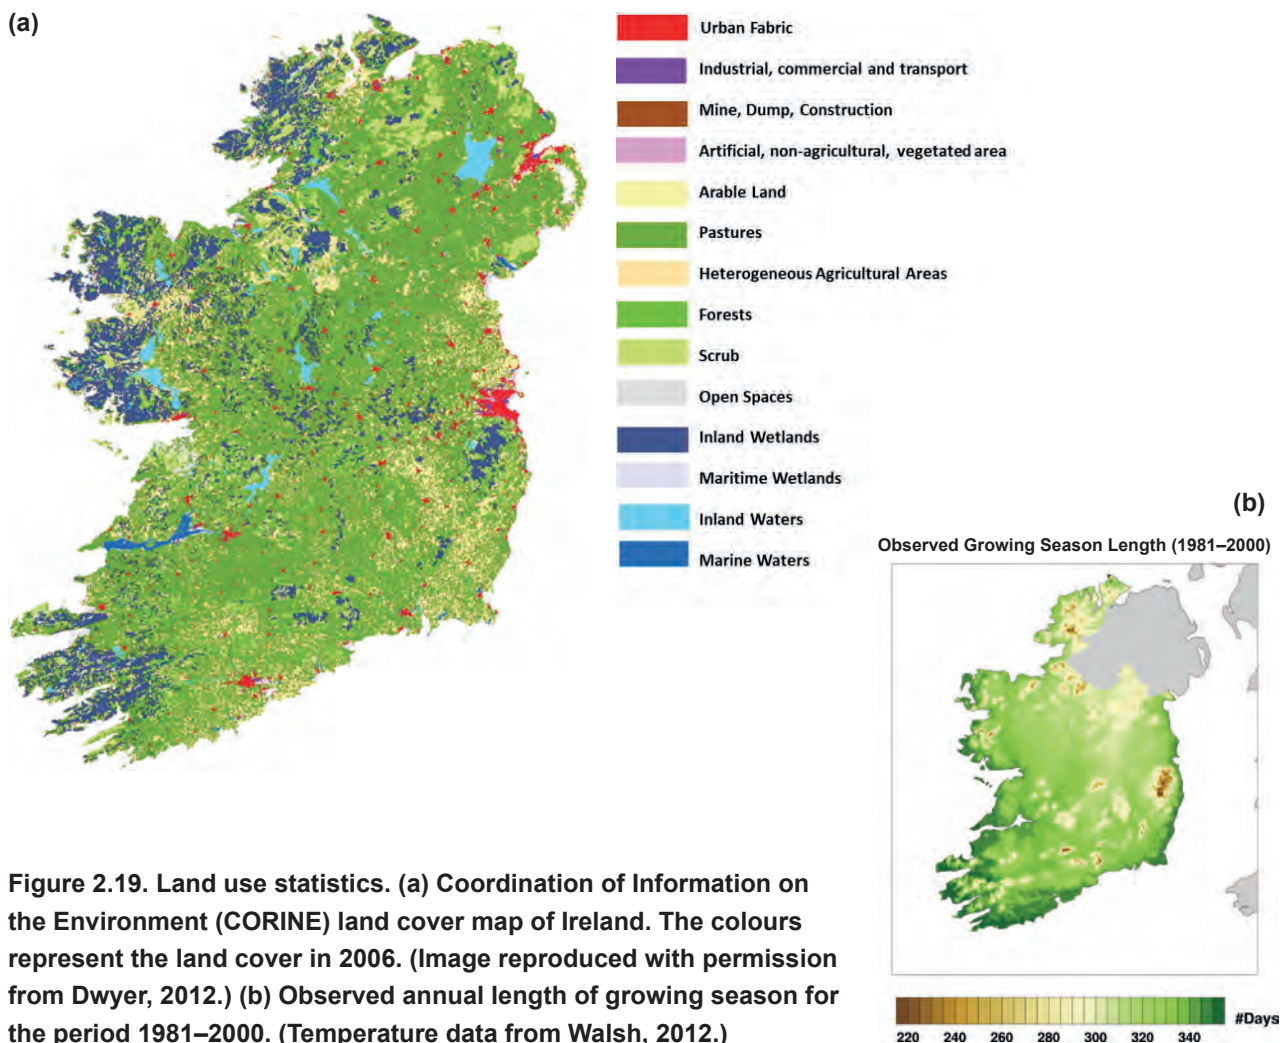 (a)
Urban Fabric
Industrial, commercial and transport
Mine, Dump, Construction
Artificial, non-agricultural, vegetated area
Arable Land
Pastures
Heterogeneous Agricultural Areas
Forests
Scrub
Open Spaces
Inland Wetlands
Maritime Wetlands
Inland Waters
Marine Waters
(b)
Observed Growing Season Length (1981–2000)
220 240 260 280 300 320 340
#Days
Figure 2.19. Land use statistics. (a) Coordination of Information on
the Environment (CORINE) land cover map of Ireland. The colours
represent the land cover in 2006. (Image reproduced with permission
from Dwyer, 2012.) (b) Observed annual length of growing season for
the period 1981–2000. (Temperature data from Walsh, 2012.)